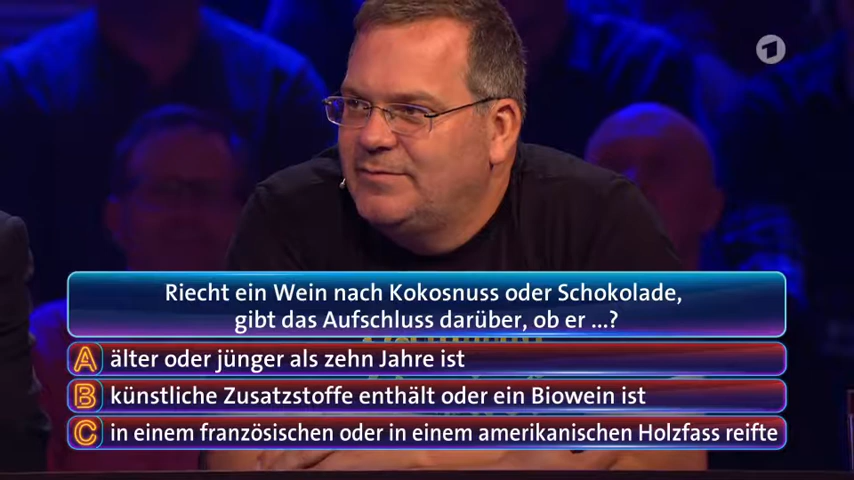 Riecht ein Wein nach Kokosnuss oder Schokolade,
gibt das Aufschluss darüber, ob er ...?
A älter oder jünger als zehn Jahre ist
B künstliche Zusatzstoffe enthält oder ein Biowein ist
C in einem französischen oder in einem amerikanischen Holzfass reifte
1